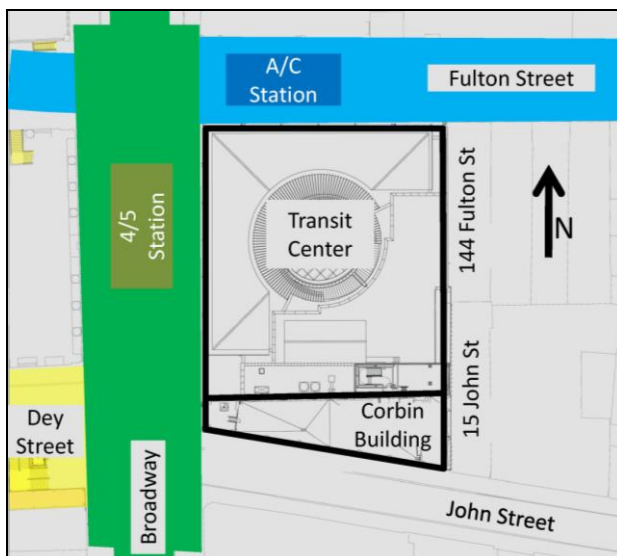 A/C
Station
Fulton Street
4/5
Station
Transit
Center
144 Fulton St
N
Dey
Street
Corbin
Building
15 John St
Broadway
John Street